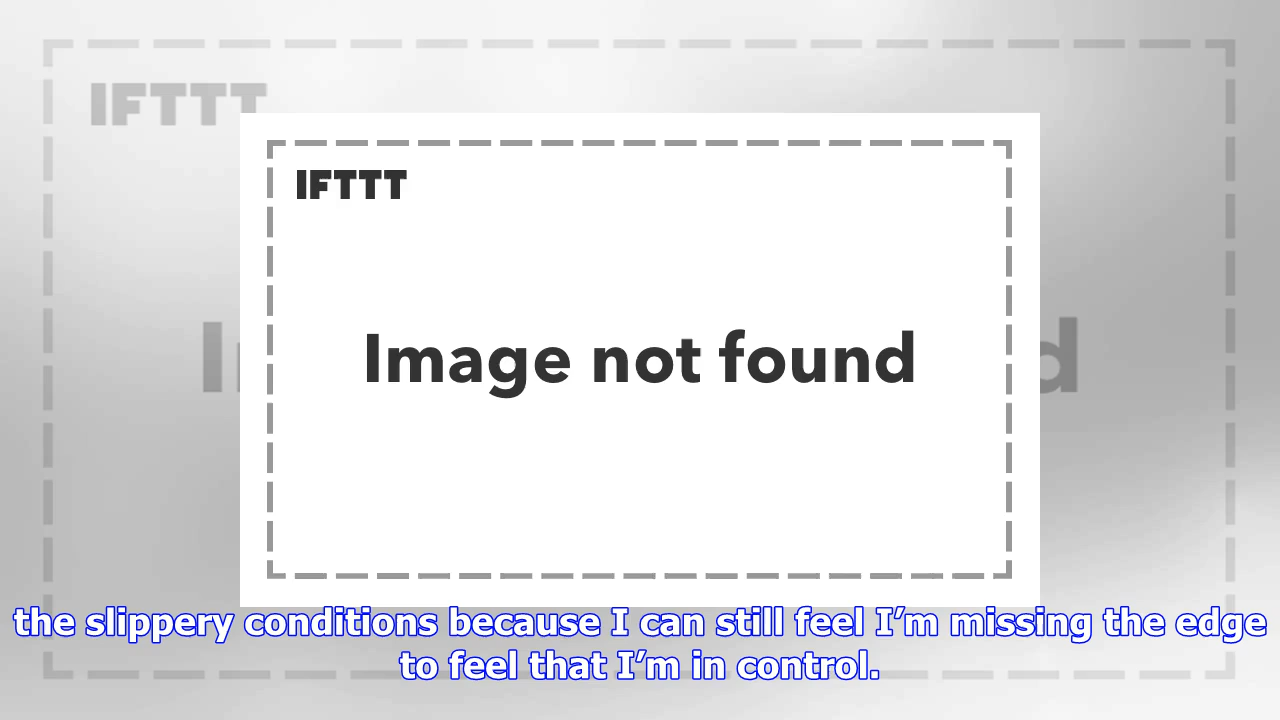 IFTTT
IFTTT
Image not found
the slippery conditions because I can still feel I’m missing the edge
to feel that I’m in control.